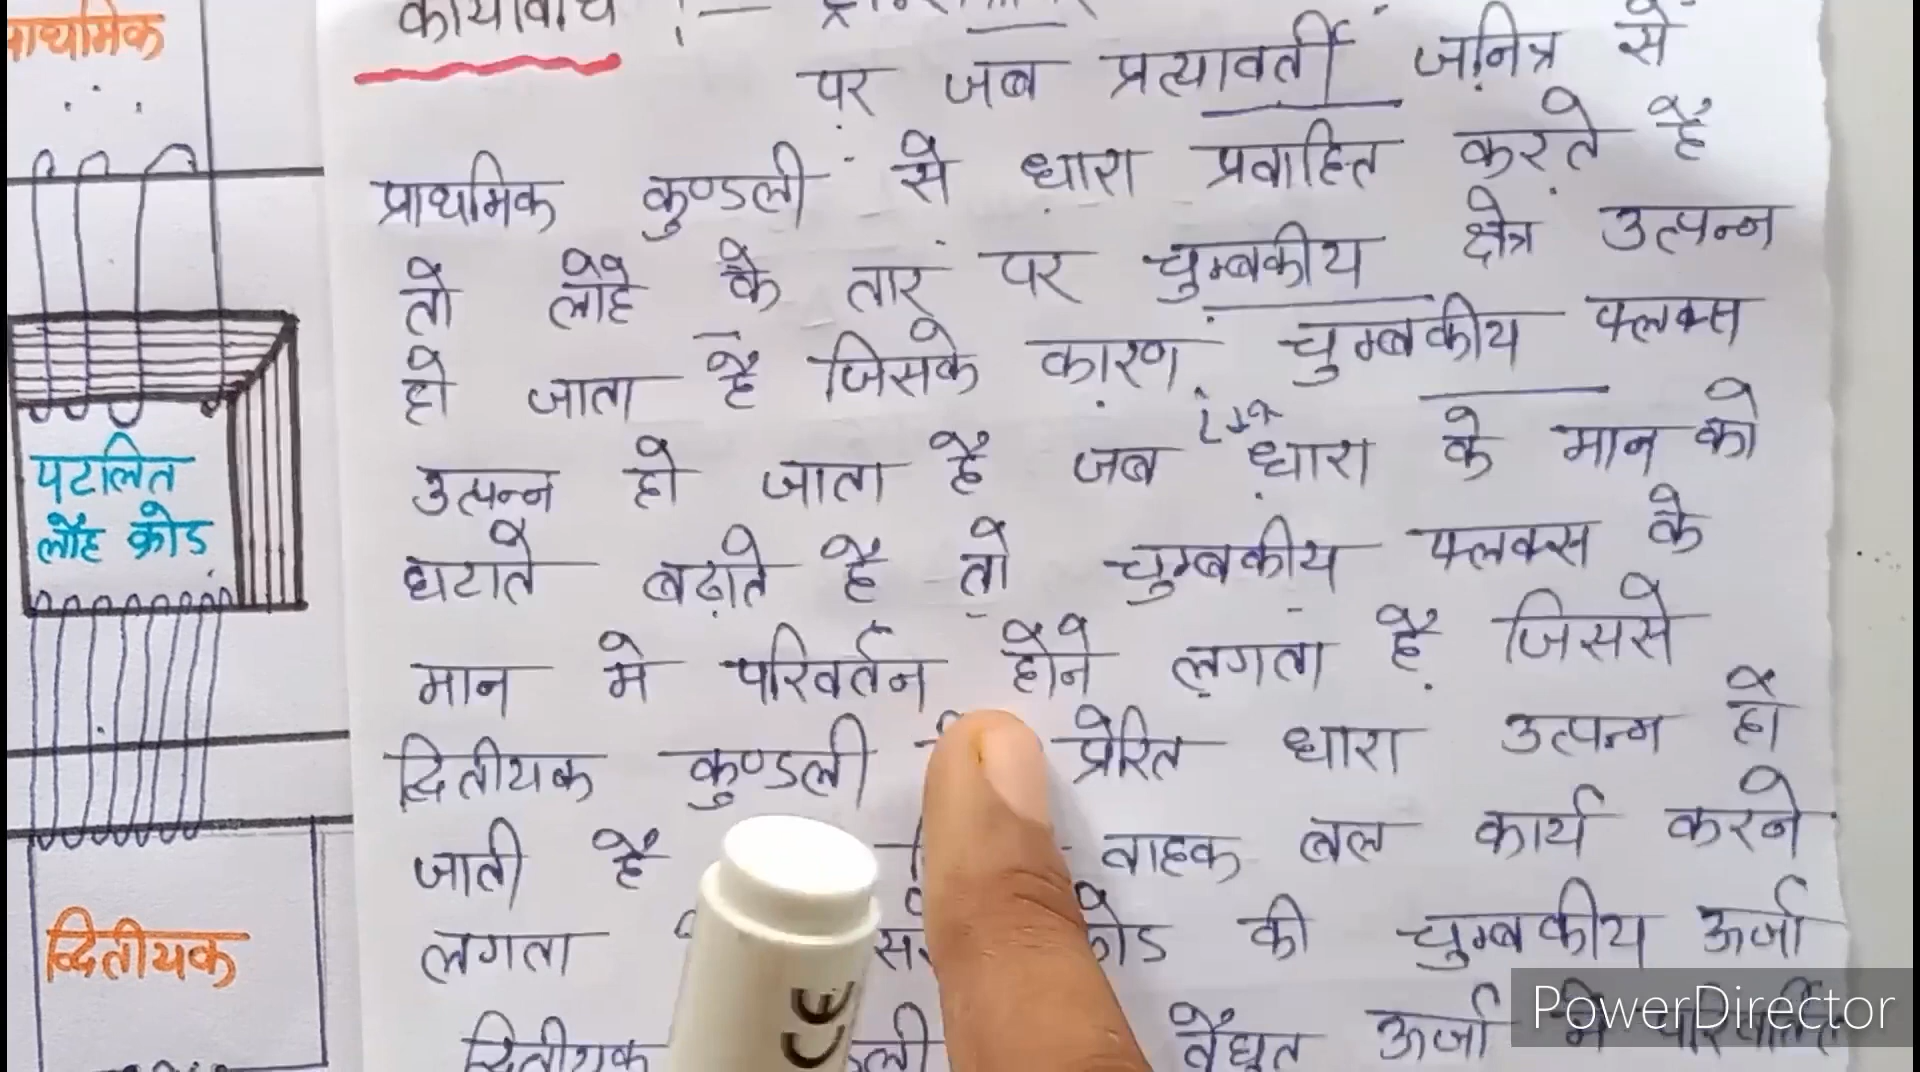 प्राथमिक
कार्यविधि :-
पर जब प्रत्यावर्ती जनित्र से
प्राथमिक कुण्डली से धारा प्रवाहित करते है
तो लोहे के तार पर चुम्बकीय क्षेत्र उत्पन्न
हो जाता है जिसके कारण चुम्बकीय फ्लक्स
उत्पन्न हो जाता है जब धारा के मान को
घटाते बढ़ाते है तो चुम्बकीय फ्लक्स के
मान मे परिवर्तन होने लगता है जिससे
द्वितीयक कुण्डली प्रेरित धारा उत्पन्न हो
जाती है वाहक बल कार्य करने
लगता की चुम्बकीय ऊर्जा
द्वितीयक वैद्युत ऊर्जा मे
पटलित
लौह क्रोड
द्वितीयक
PowerDirector